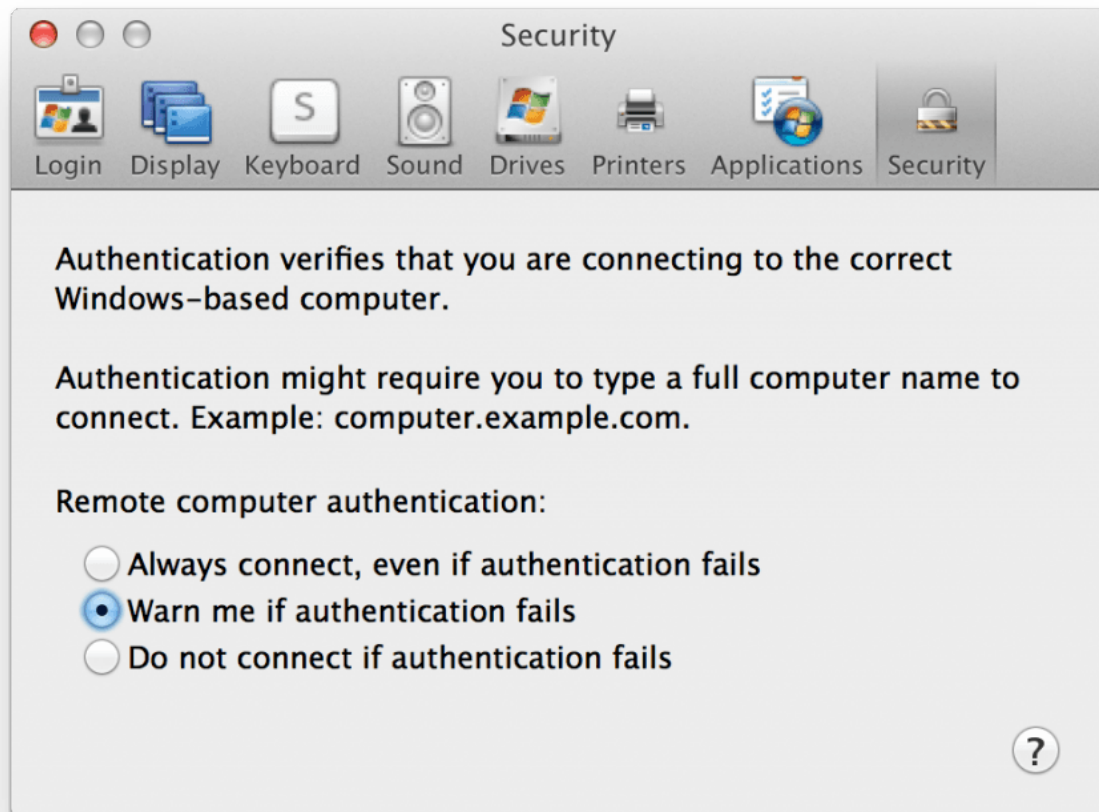 Security
S
Login Display Keyboard Sound Drives Printers Applications Security
Authentication verifies that you are connecting to the correct
Windows-based computer.
Authentication might require you to type a full computer name to
connect. Example: computer.example.com.
Remote computer authentication:
Always connect, even if authentication fails
Warn me if authentication fails
Do not connect if authentication fails
?